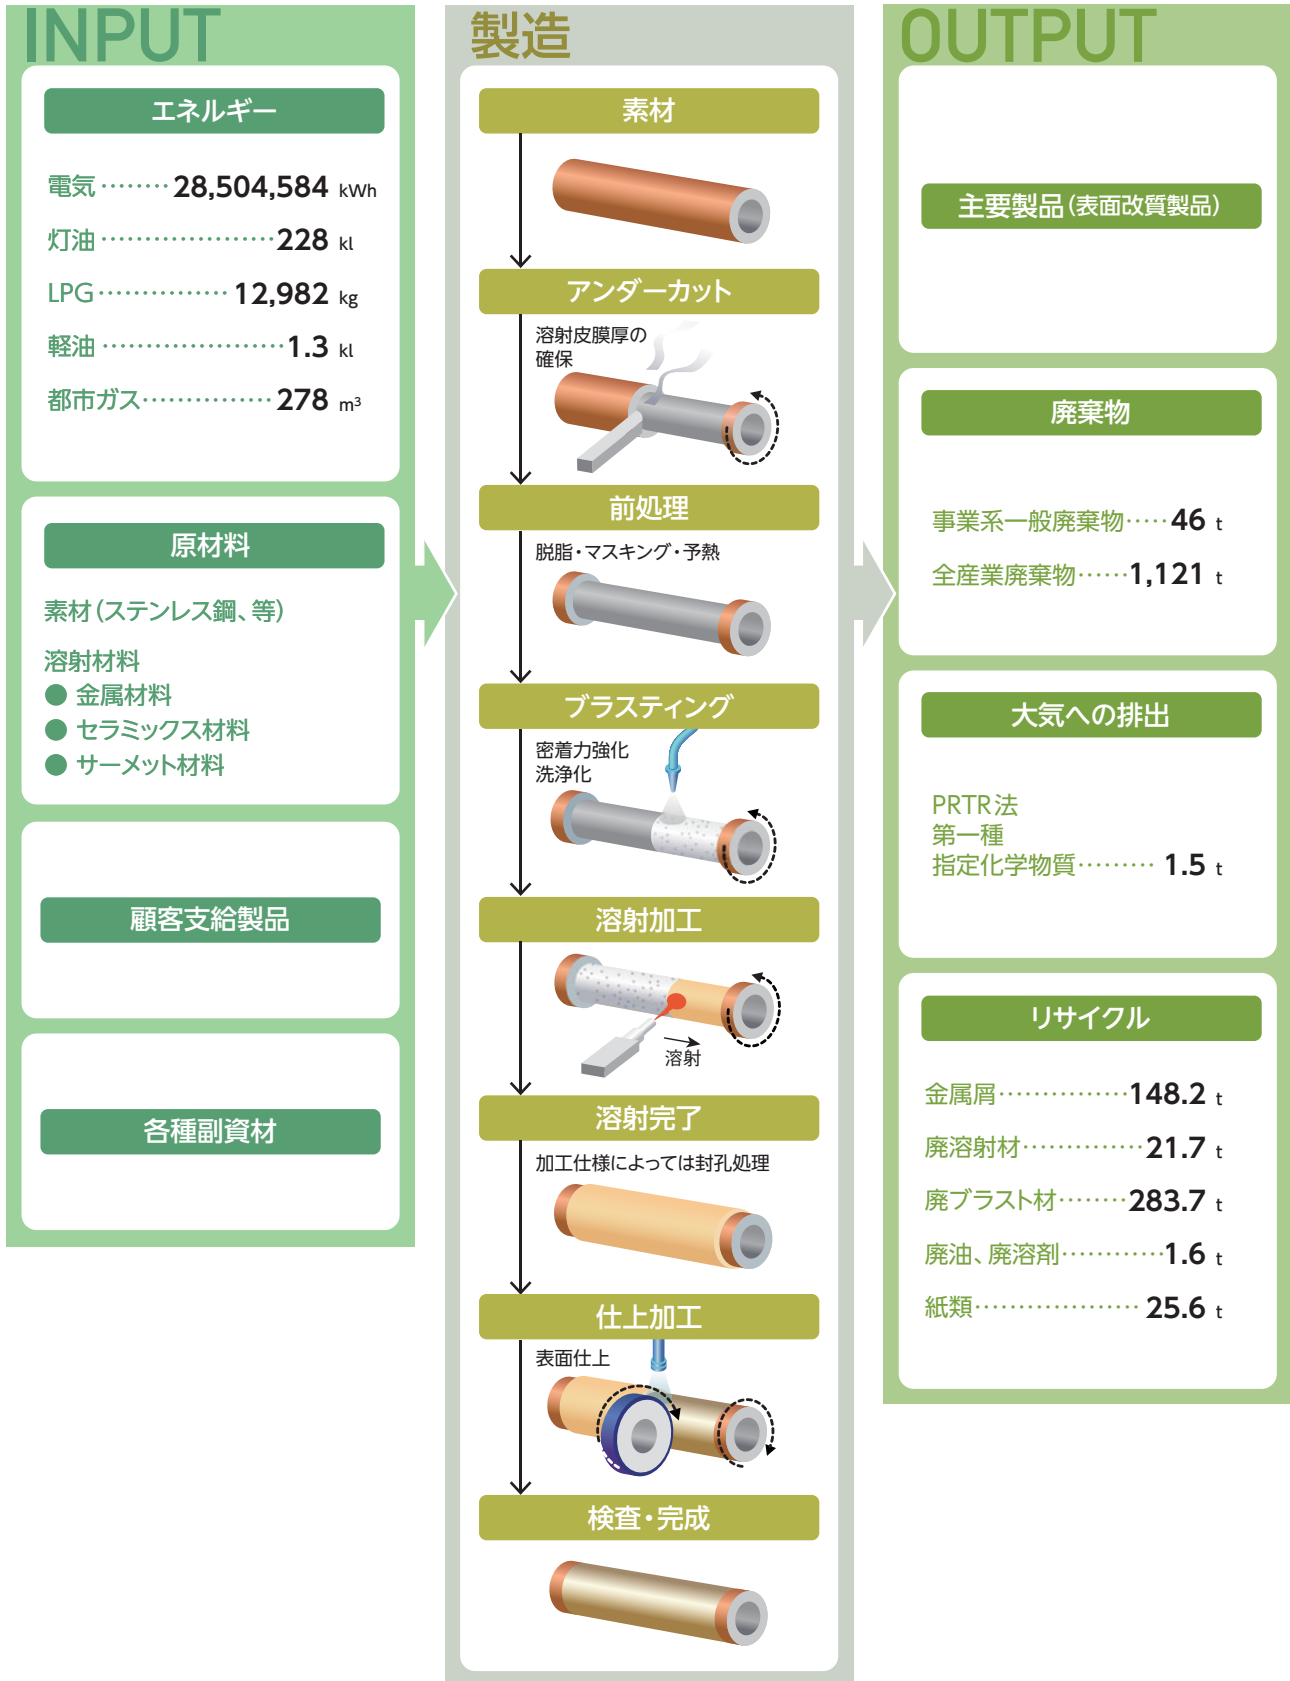 INPUT
エネルギー
電気‥‥‥‥28,504,584 kWh
灯油‥‥‥‥‥‥‥‥228 kl
LPG‥‥‥‥‥‥‥12,982 kg
軽油‥‥‥‥‥‥‥‥‥1.3 kl
都市ガス‥‥‥‥‥‥‥278 m³
原材料
素材（ステンレス鋼、等）
溶射材料
● 金属材料
● セラミックス材料
● サーメット材料
顧客支給製品
各種副資材
製造
素材
アンダーカット
溶射皮膜厚の
確保
前処理
脱脂・マスキング・予熱
ブラスティング
密着力強化
洗浄化
溶射加工
溶射
溶射完了
加工仕様によっては封孔処理
仕上加工
表面仕上
検査・完成
OUTPUT
主要製品（表面改質製品）
廃棄物
事業系一般廃棄物‥‥‥46 t
全産業廃棄物‥‥‥1,121 t
大気への排出
PRTR法
第一種
指定化学物質‥‥‥‥‥1.5 t
リサイクル
金属屑‥‥‥‥‥‥‥148.2 t
廃溶射材‥‥‥‥‥‥‥21.7 t
廃ブラスト材‥‥‥‥283.7 t
廃油、廃溶剤‥‥‥‥‥‥1.6 t
紙類‥‥‥‥‥‥‥‥‥25.6 t